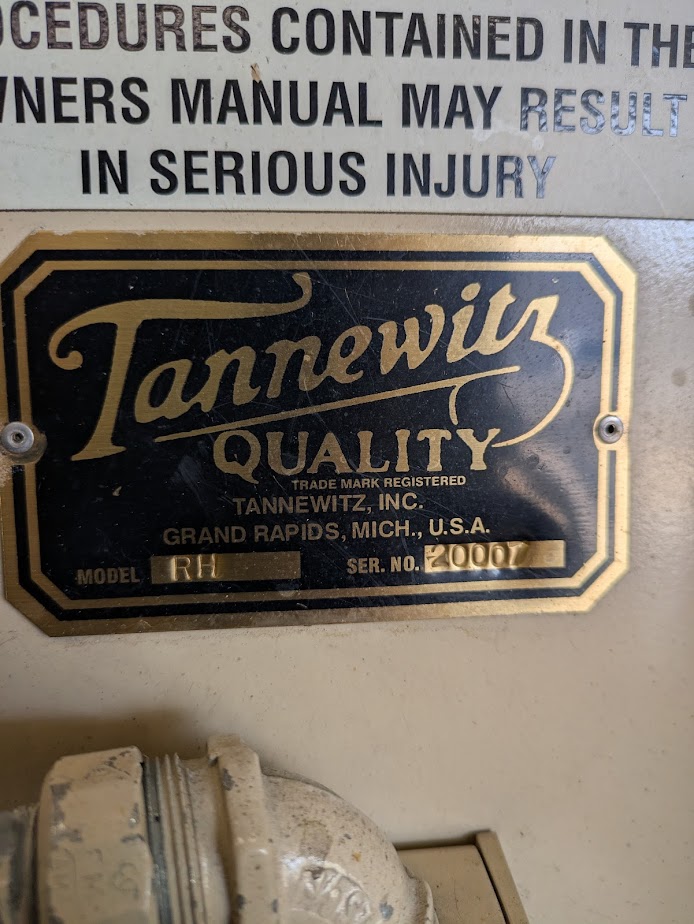 OCEDURES CONTAINED IN THE
NERS MANUAL MAY RESULT
IN SERIOUS INJURY
Tannewitz
QUALITY
TRADE MARK REGISTERED
TANNEWITZ, INC.
GRAND RAPIDS, MICH., U.S.A.
MODEL RH SER. NO. 20007